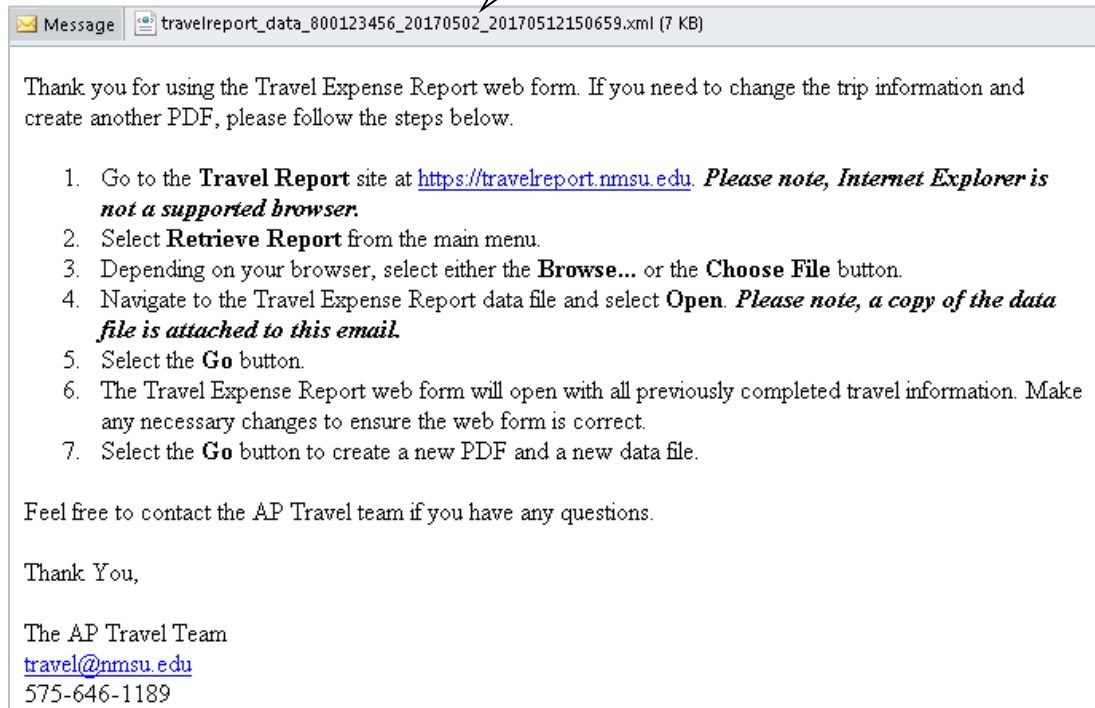 Message travelreport_data_800123456_20170502_20170512150659.xml (7 KB)
Thank you for using the Travel Expense Report web form. If you need to change the trip information and
create another PDF, please follow the steps below.
1. Go to the Travel Report site at https://travelreport.nmsu.edu. Please note, Internet Explorer is
not a supported browser.
2. Select Retrieve Report from the main menu.
3. Depending on your browser, select either the Browse... or the Choose File button.
4. Navigate to the Travel Expense Report data file and select Open. Please note, a copy of the data
file is attached to this email.
5. Select the Go button.
6. The Travel Expense Report web form will open with all previously completed travel information. Make
any necessary changes to ensure the web form is correct.
7. Select the Go button to create a new PDF and a new data file.
Feel free to contact the AP Travel team if you have any questions.
Thank You,
The AP Travel Team
travel@nmsu.edu
575-646-1189